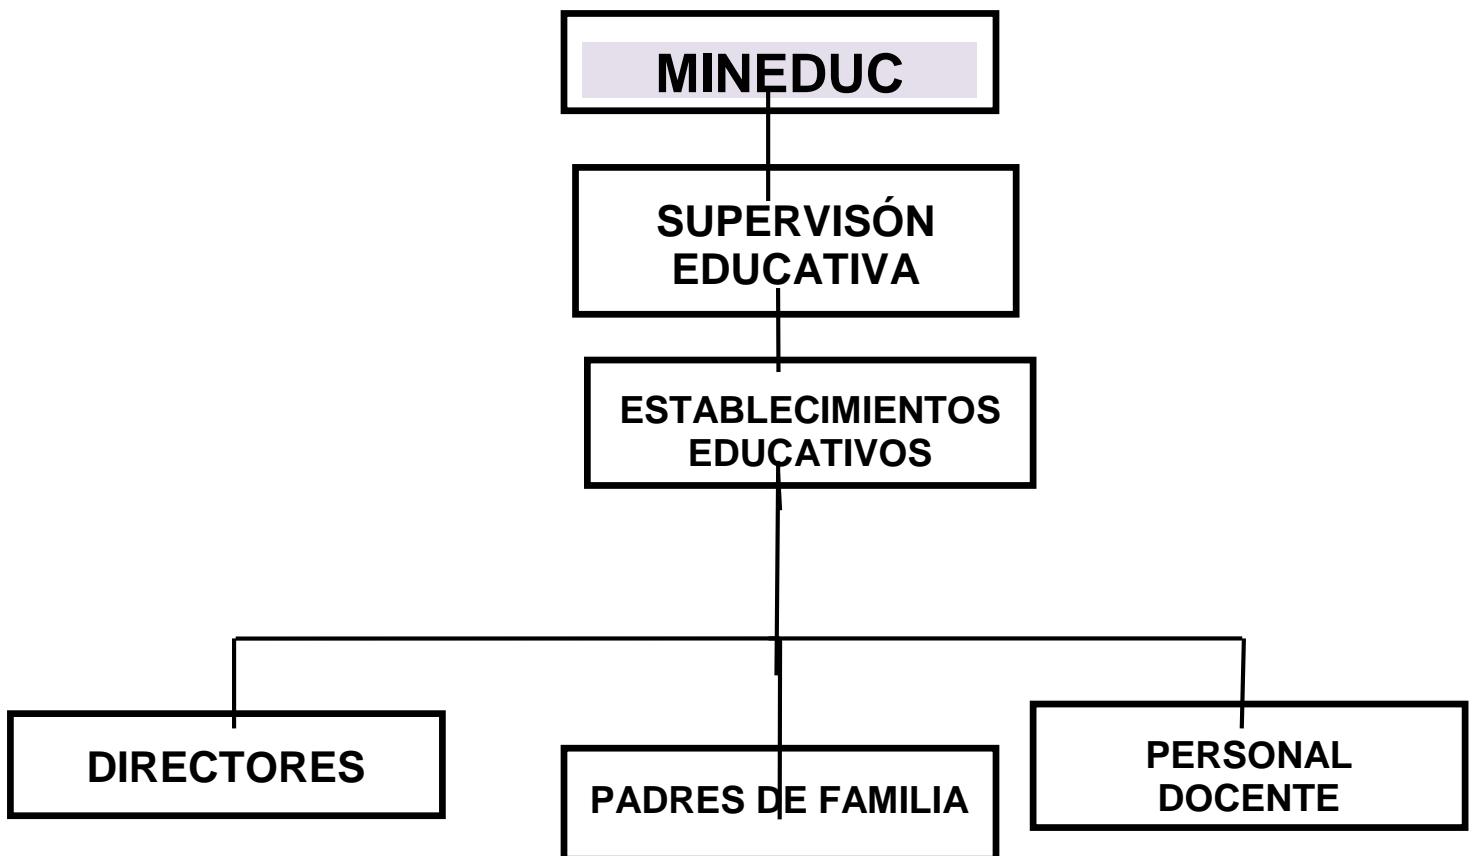 MINEDUC
SUPERVISÓN
EDUCATIVA
ESTABLECIMIENTOS
EDUCATIVOS
DIRECTORES
PADRES DE FAMILIA
PERSONAL
DOCENTE